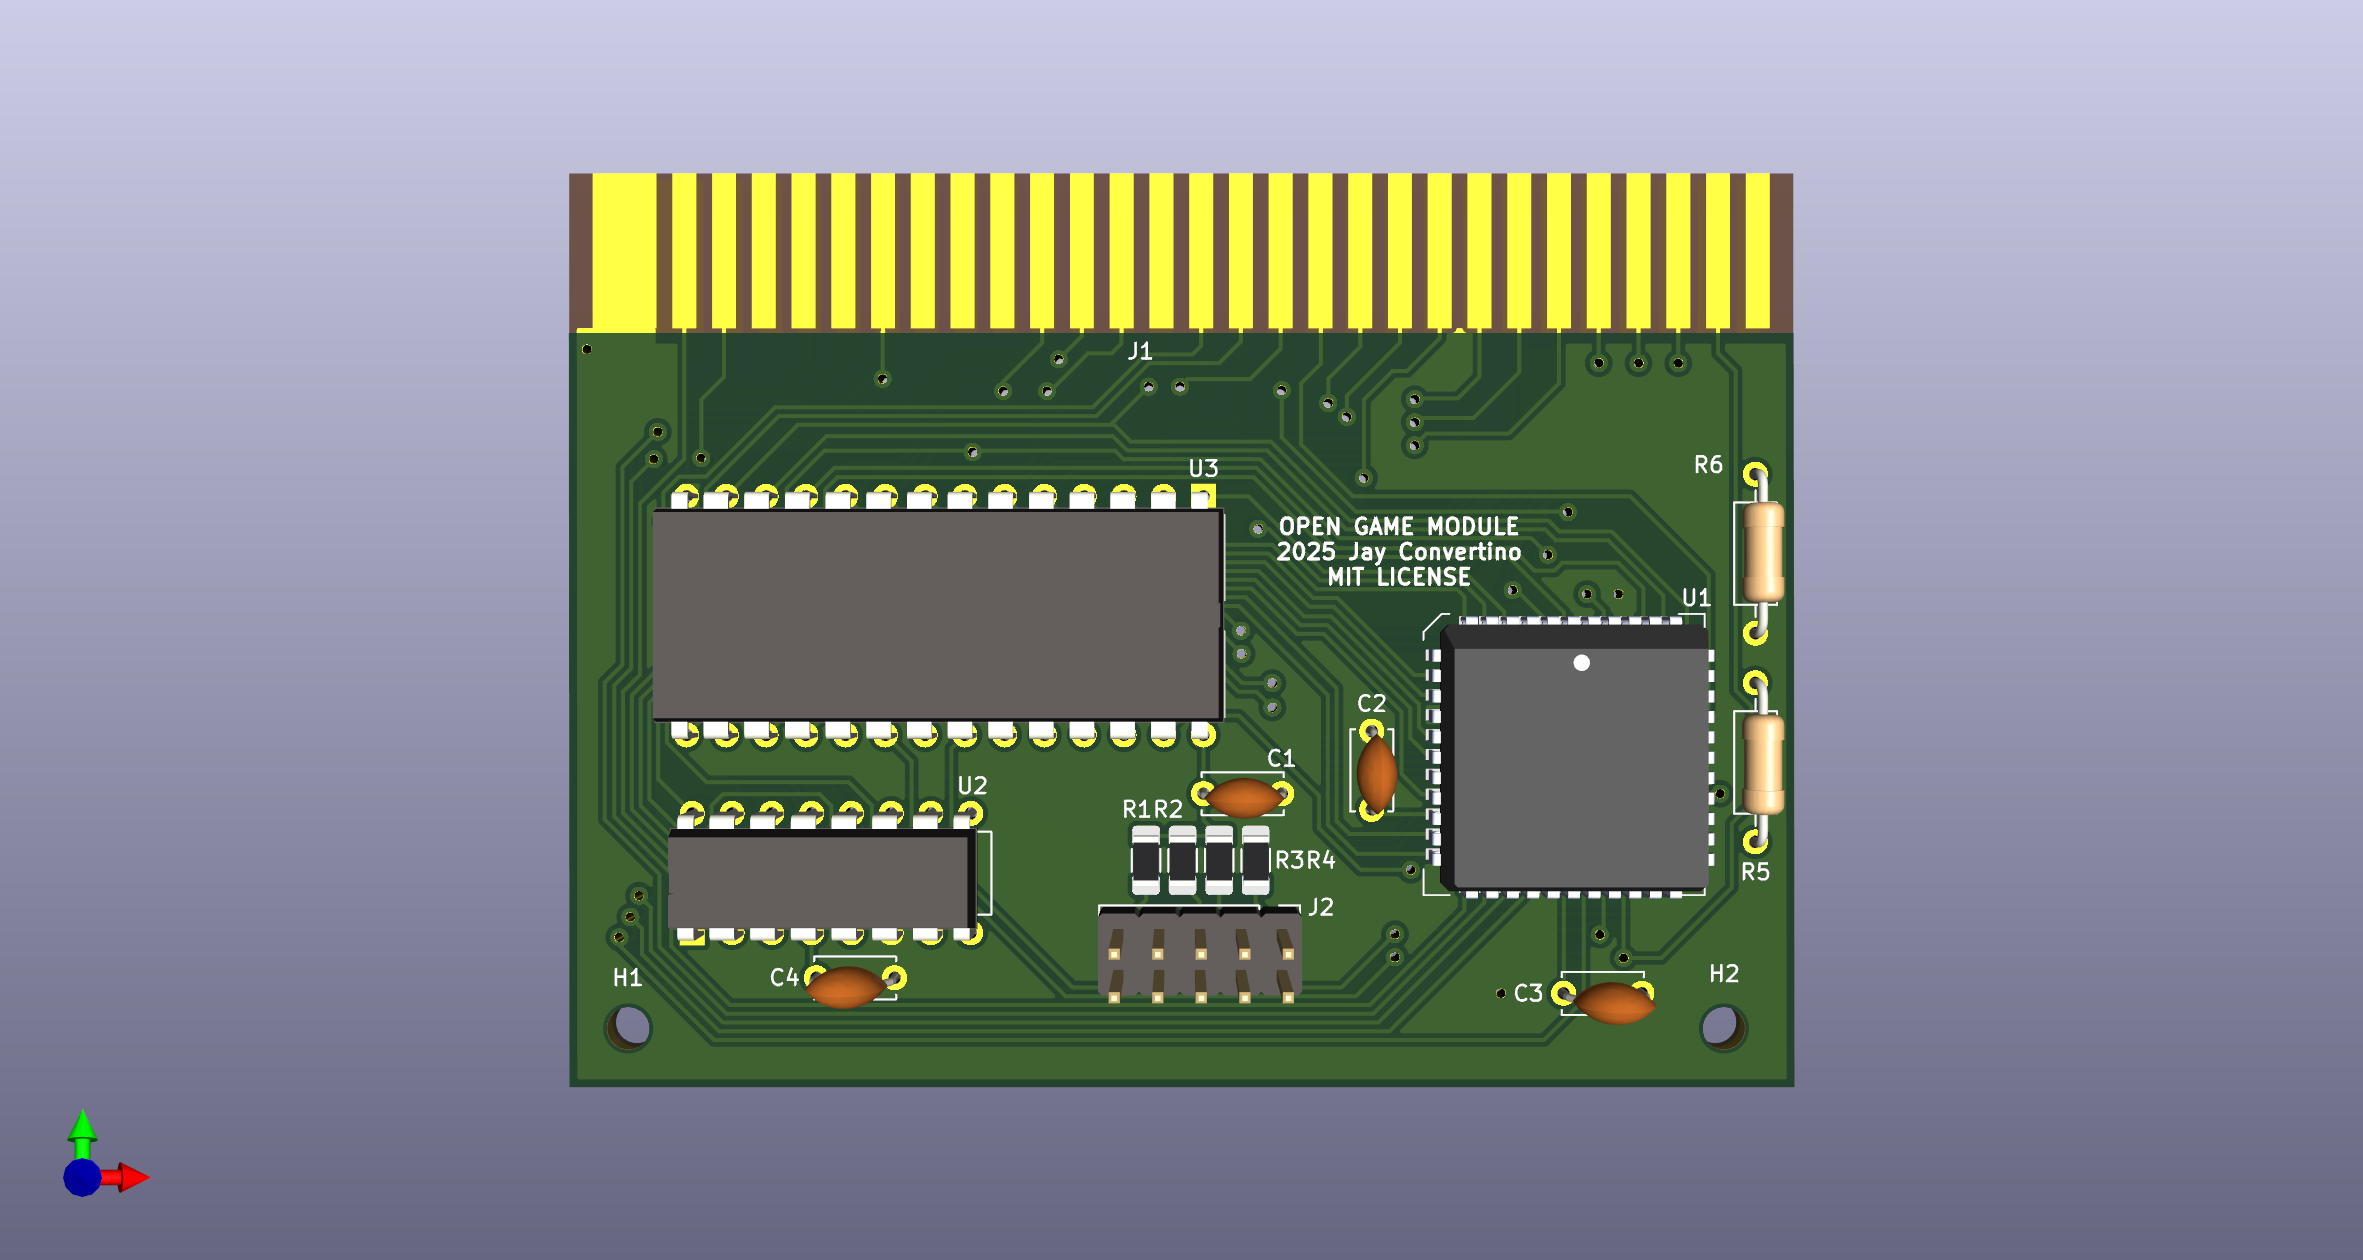 J1
U3
R6
OPEN GAME MODULE
2025 Jay Convertino
MIT LICENSE
U1
C2
C1
U2
R1R2
R3R4
R5
J2
C4
H1
H2
C3